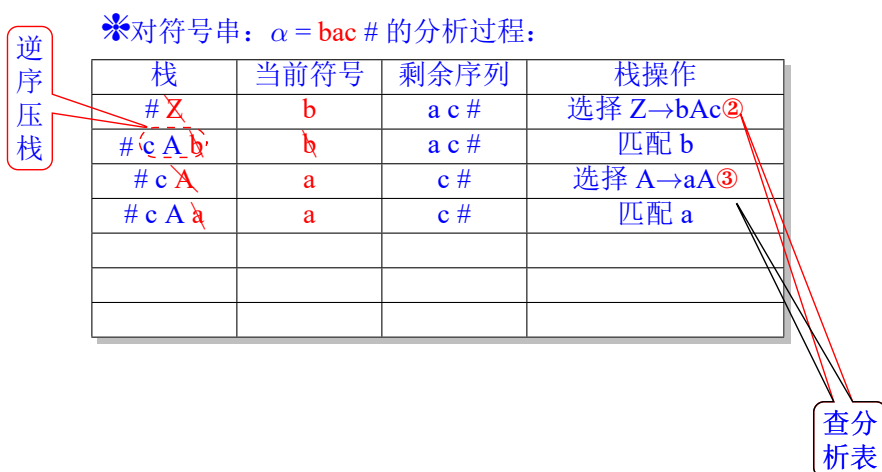 ❉对符号串：α = bac # 的分析过程：
逆序压栈
栈 当前符号 剩余序列 栈操作
# Z b a c # 选择 Z→bAc②
# c A b b a c # 匹配 b
# c A a c # 选择 A→aA③
# c A a a c # 匹配 a
查分
析表